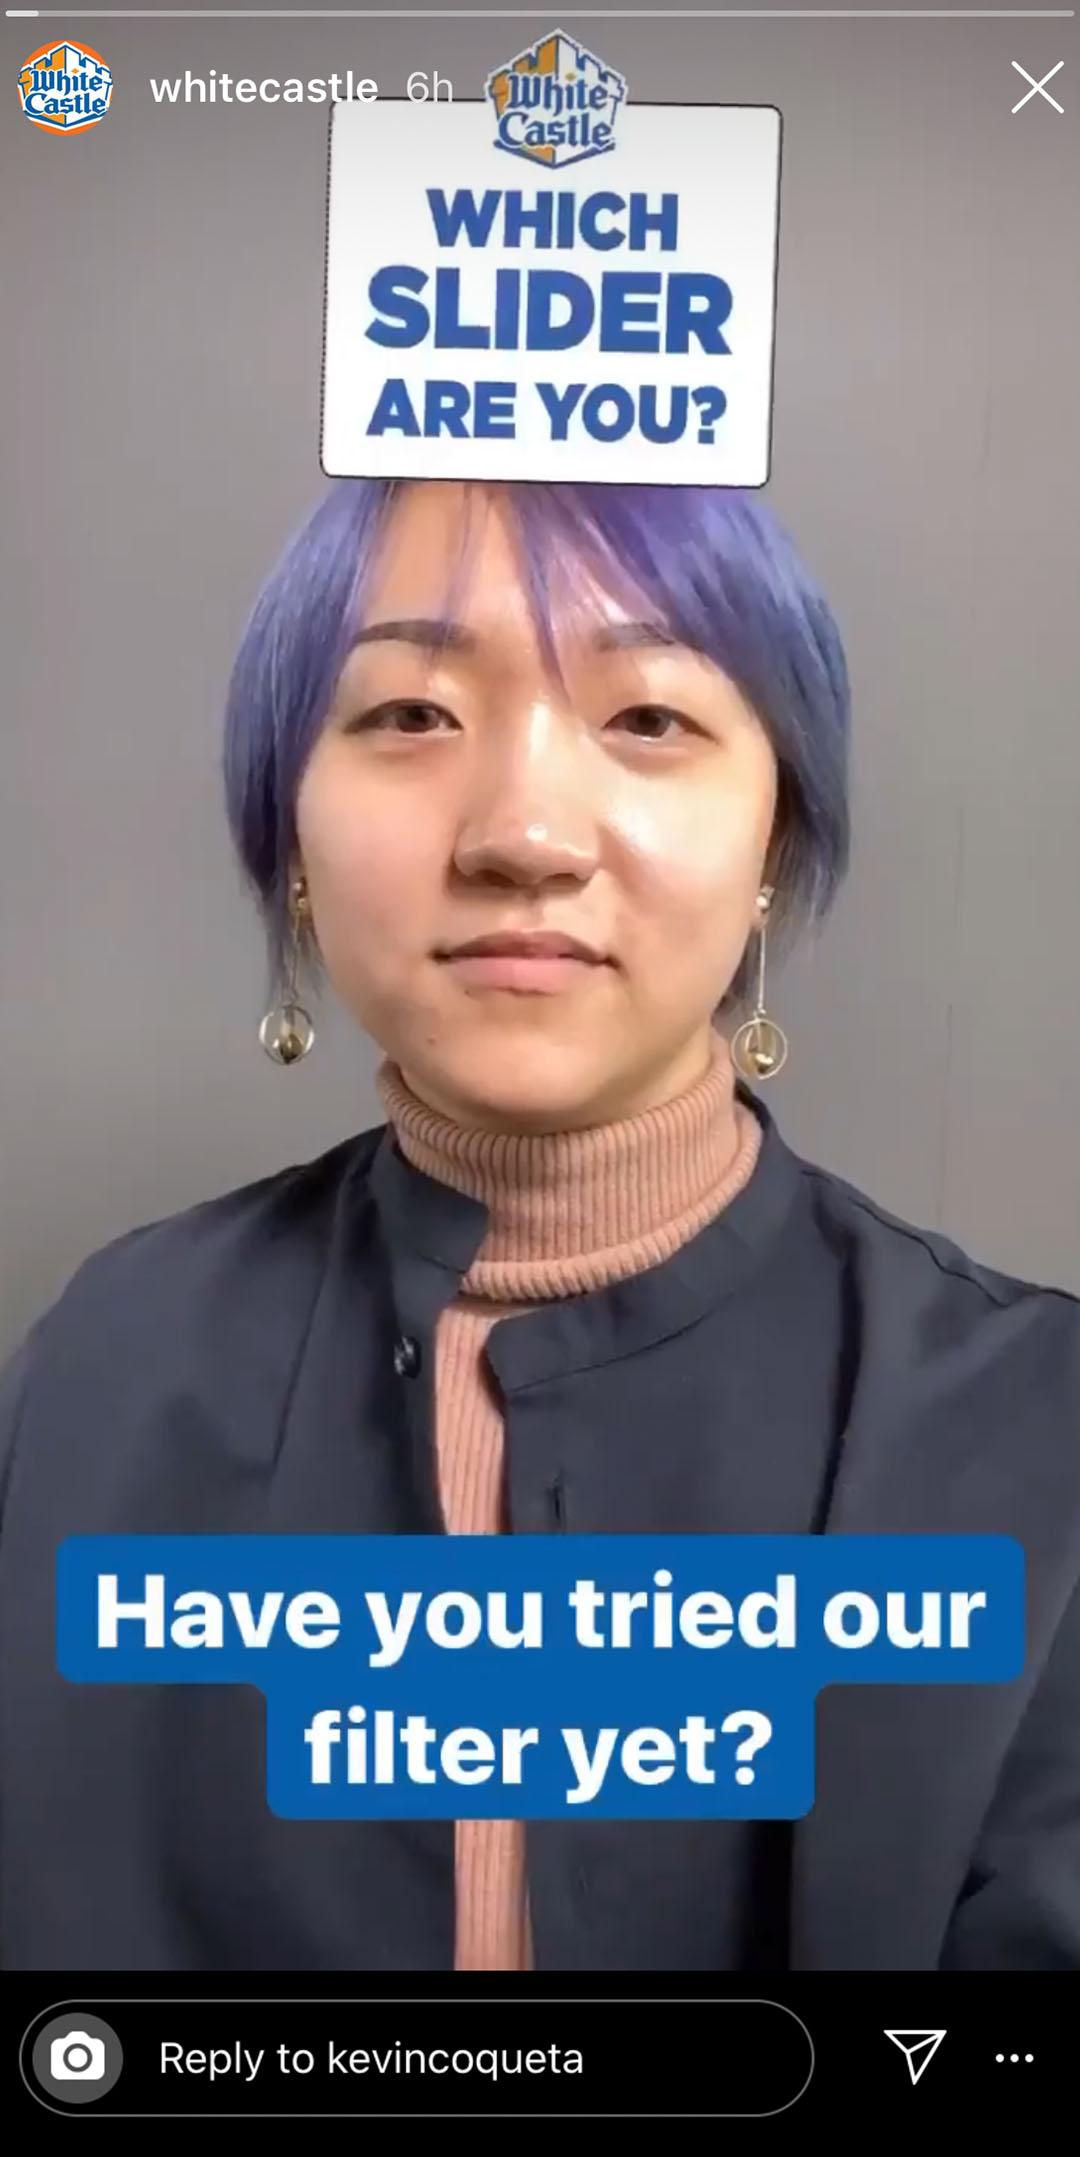 White
Castle
whitecastle 6h
White
Castle
WHICH
SLIDER
ARE YOU?
Have you tried our
filter yet?
Reply to kevincoqueta